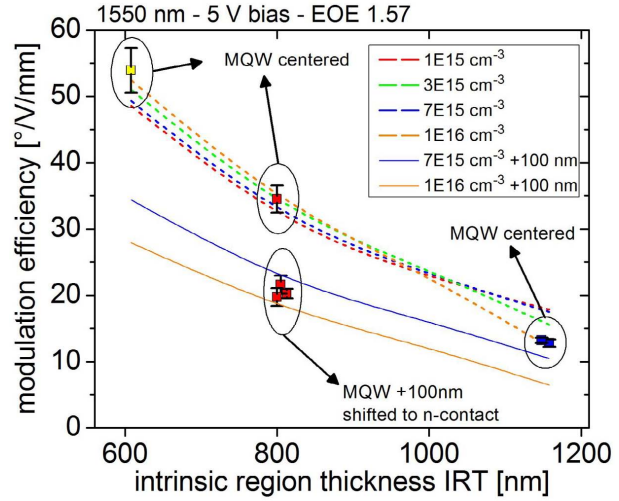 1550 nm - 5 V bias - EOE 1.57
60
50
40
30
20
10
0
modulation efficiency [°/V/mm]
MQW centered
1E15 cm⁻³
3E15 cm⁻³
7E15 cm⁻³
1E16 cm⁻³
7E15 cm⁻³ +100 nm
1E16 cm⁻³ +100 nm
MQW centered
MQW +100nm
shifted to n-contact
600
800
1000
1200
intrinsic region thickness IRT [nm]